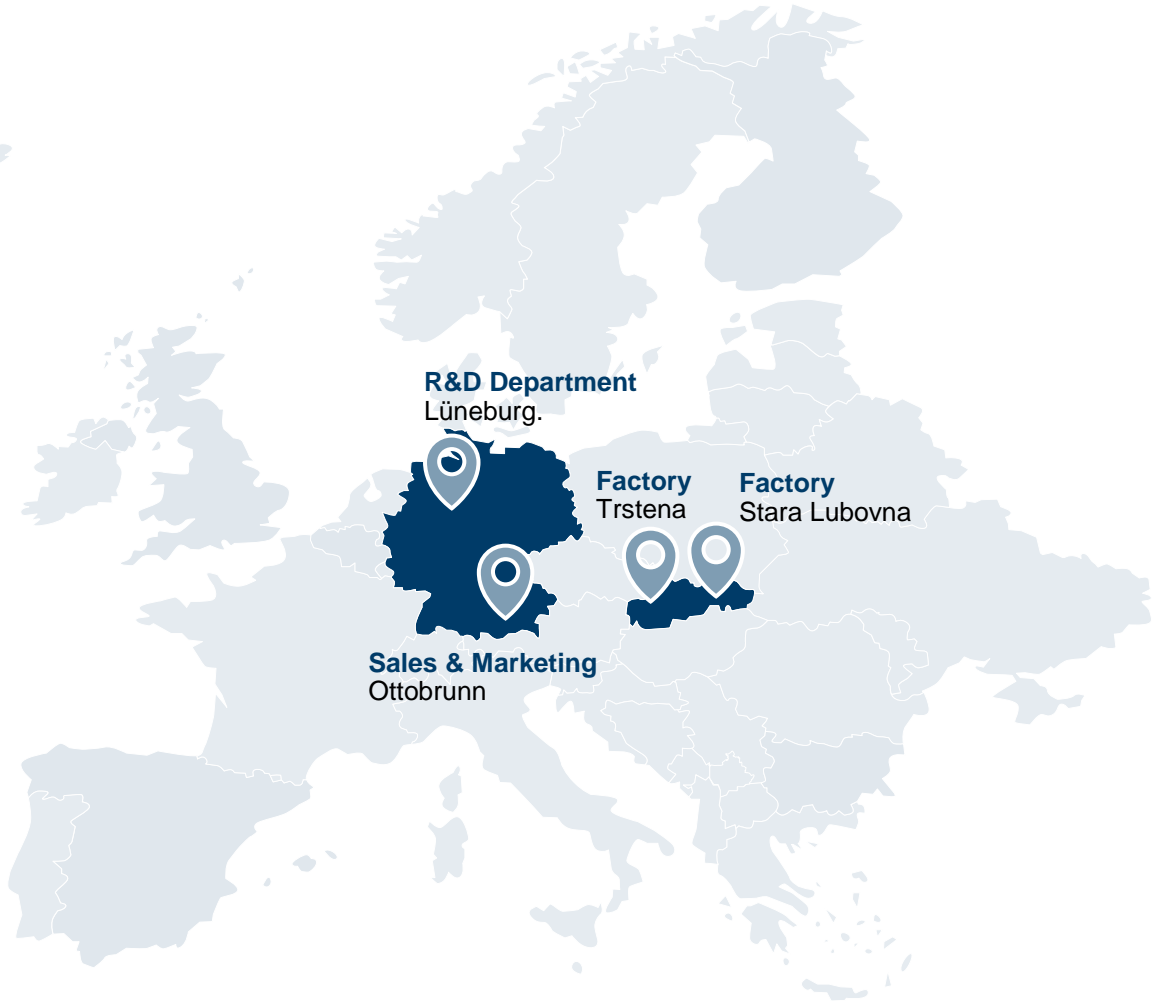 R&D Department
Lüneburg.
Factory
Trstena
Factory
Stara Lubovna
Sales & Marketing
Ottobrunn